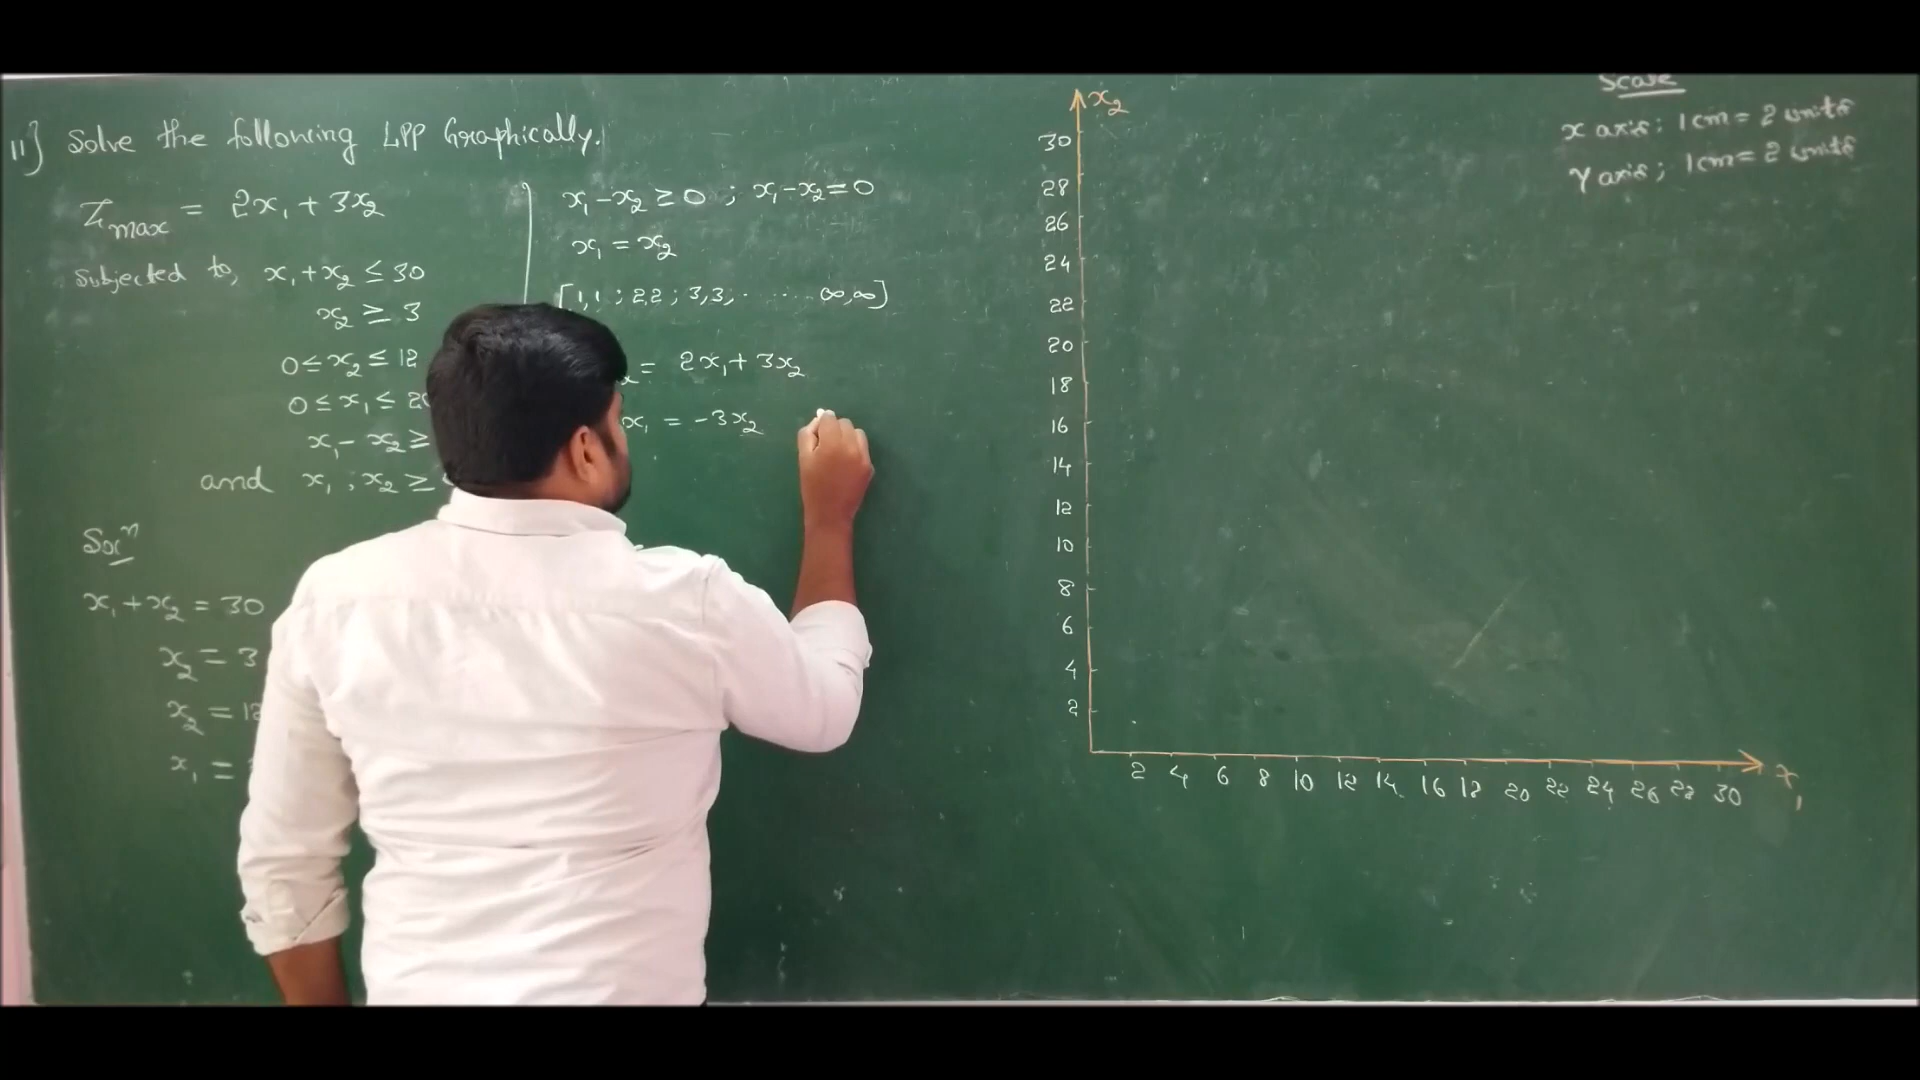 11] Solve the following LPP Graphically.
Zmax = 2x₁ + 3x₂
Subjected to, x₁ + x₂ ≤ 30
x₂ ≥ 3
0 ≤ x₂ ≤ 12
0 ≤ x₁ ≤ 20
x₁ - x₂ ≥
and x₁ ; x₂ ≥
Solⁿ
x₁ + x₂ = 30
x₂ = 3
x₂ = 12
x₁ =
x₁ - x₂ ≥ 0 ; x₁ - x₂ = 0
x₁ = x₂
[1,1 ; 2,2 ; 3,3, . . . . . ∞,∞]
= 2x₁ + 3x₂
x₁ = -3x₂
x₂
30
28
26
24
22
20
18
16
14
12
10
8
6
4
2
2 4 6 8 10 12 14 16 18 20 22 24 26 28 30
x₁
Scale
x axis : 1cm = 2 units
Y axis ; 1cm = 2 units